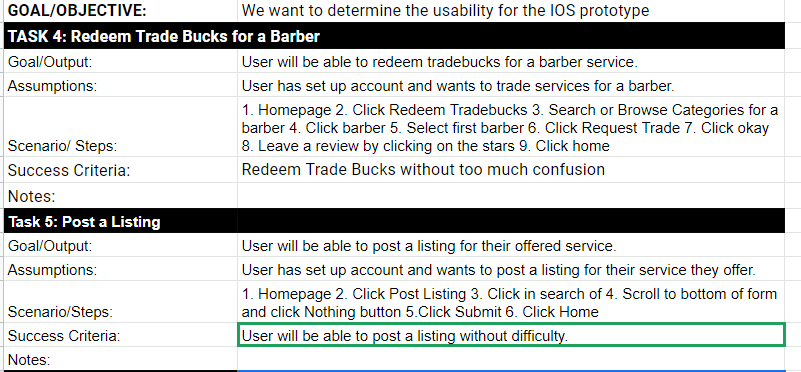 GOAL/OBJECTIVE: We want to determine the usability for the IOS prototype
TASK 4: Redeem Trade Bucks for a Barber
Goal/Output: User will be able to redeem tradebucks for a barber service.
Assumptions: User has set up account and wants to trade services for a barber.
1. Homepage 2. Click Redeem Tradebucks 3. Search or Browse Categories for a
barber 4. Click barber 5. Select first barber 6. Click Request Trade 7. Click okay
Scenario/ Steps: 8. Leave a review by clicking on the stars 9. Click home
Success Criteria: Redeem Trade Bucks without too much confusion
Notes:
Task 5: Post a Listing
Goal/Output: User will be able to post a listing for their offered service.
Assumptions: User has set up account and wants to post a listing for their service they offer.
1. Homepage 2. Click Post Listing 3. Click in search of 4. Scroll to bottom of form
Scenario/Steps: and click Nothing button 5.Click Submit 6. Click Home
Success Criteria: User will be able to post a listing without difficulty.
Notes: